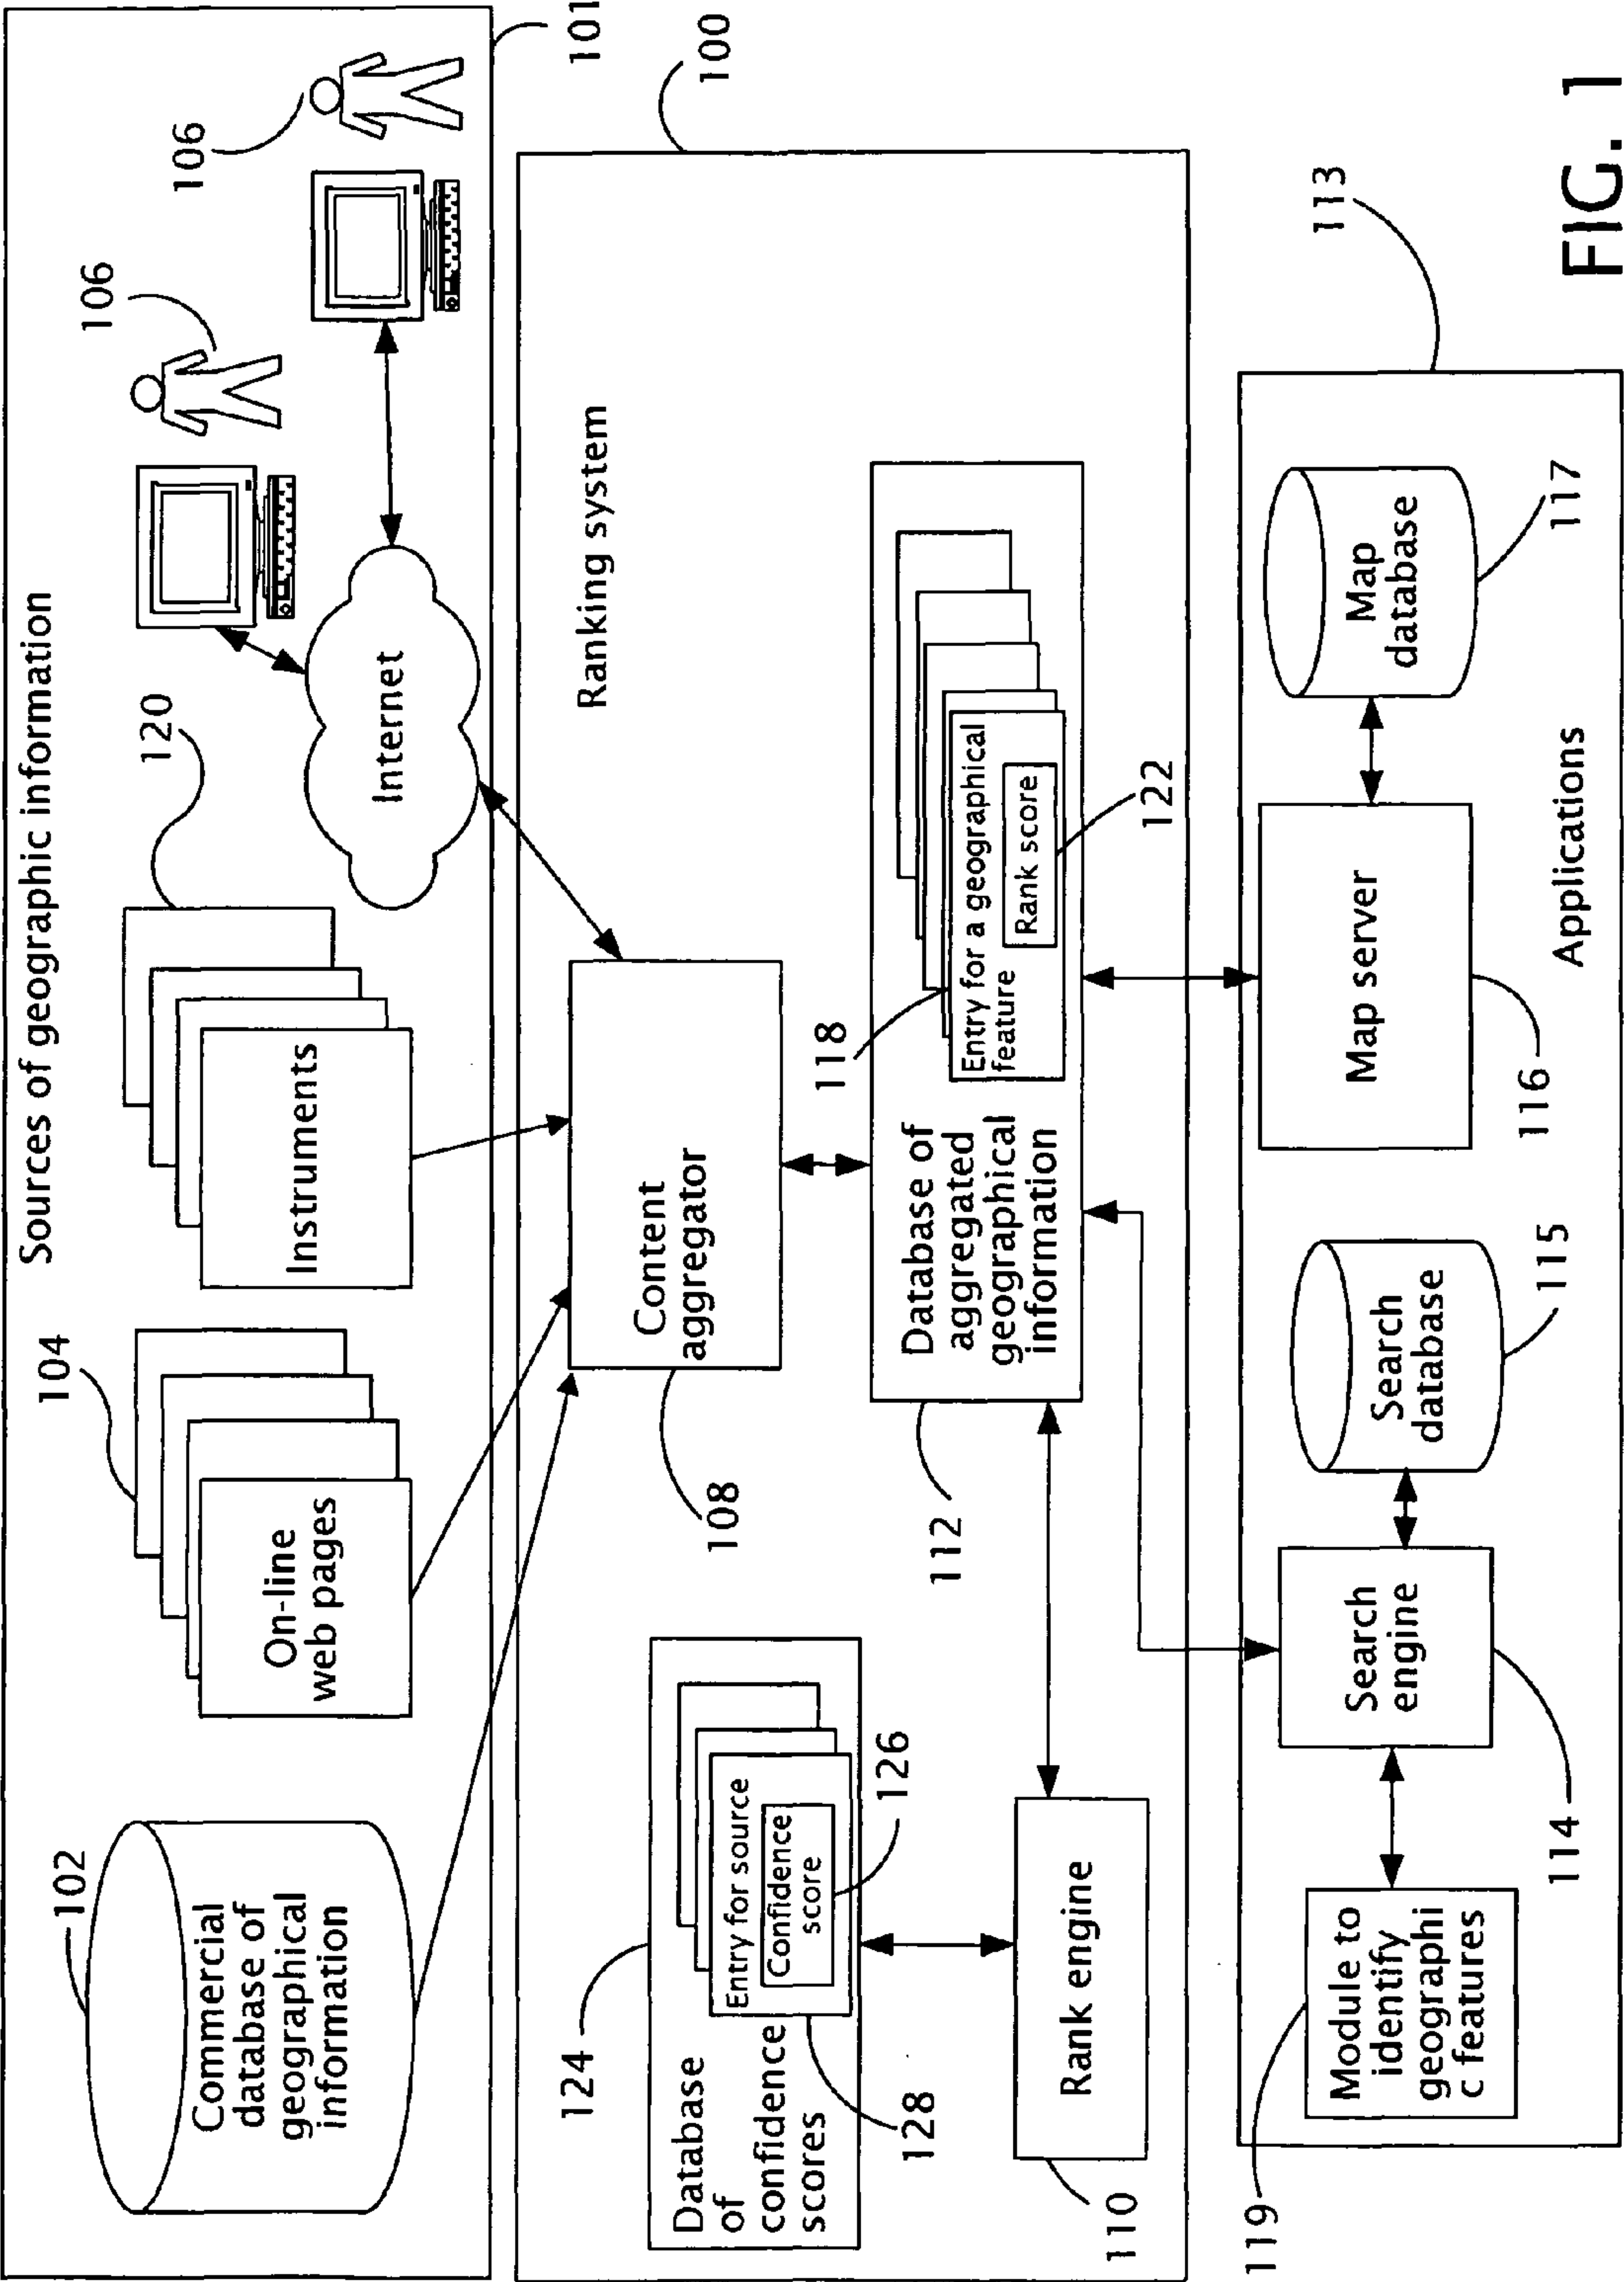 Sources of geographic information
101
102
Commercial
database of
geographical
information
104
On-line
web pages
120
Instruments
Internet
106
106
Ranking system
100
Content
aggregator
108
124
Database
of
confidence
scores
Entry for source
Confidence
score
126
128
Rank engine
110
112
Database of
aggregated
geographical
information
118
Entry for a geographical
feature
Rank score
122
113
119
Module to
identify
geographi
c features
Search
engine
114
Search
database
115
Map server
116
Map
database
117
Applications
FIG. 1